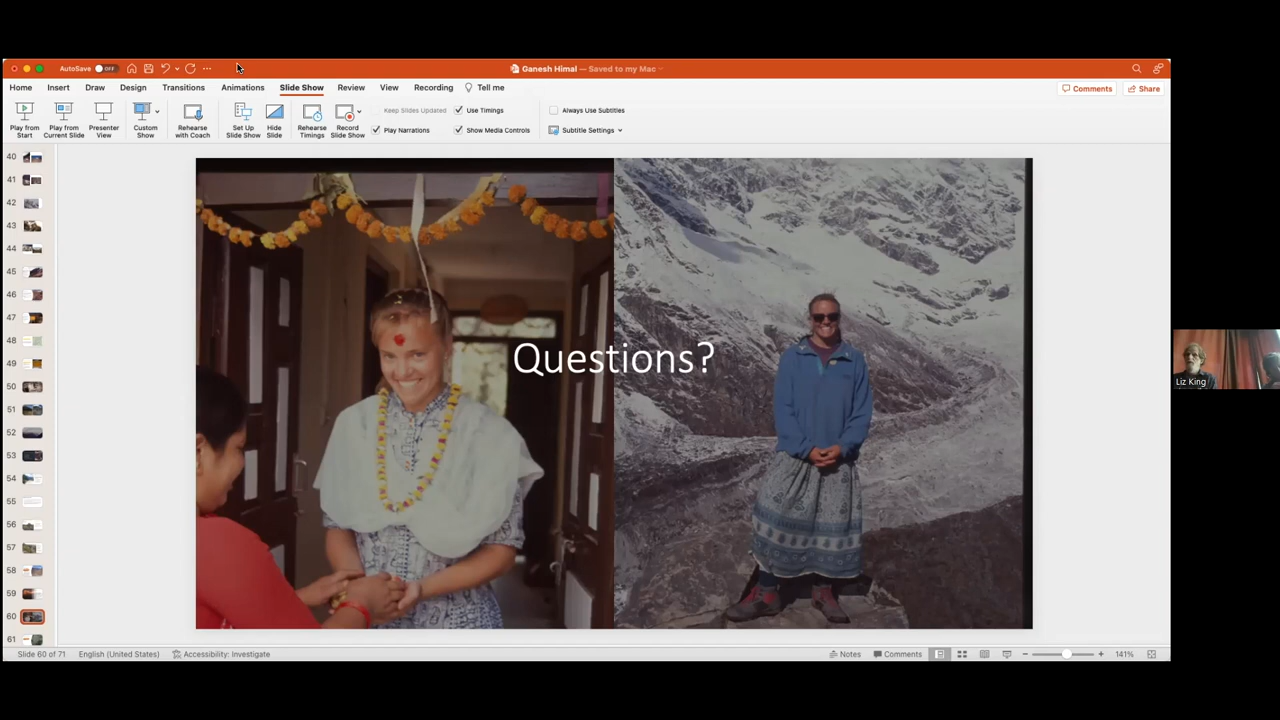 AutoSave OFF
Ganesh Himal — Saved to my Mac
Home Insert Draw Design Transitions Animations Slide Show Review View Recording Tell me
Comments Share
Play from Start
Play from Current Slide
Presenter View
Custom Show
Rehearse with Coach
Set Up Slide Show
Hide Slide
Rehearse Timings
Record Slide Show
Keep Slides Updated
Play Narrations
Use Timings
Show Media Controls
Always Use Subtitles
Subtitle Settings
40
41
42
43
44
45
46
47
48
49
50
51
52
53
54
55
56
57
58
59
60
61
Questions?
Liz King
Slide 60 of 71 English (United States) Accessibility: Investigate Notes Comments 141%